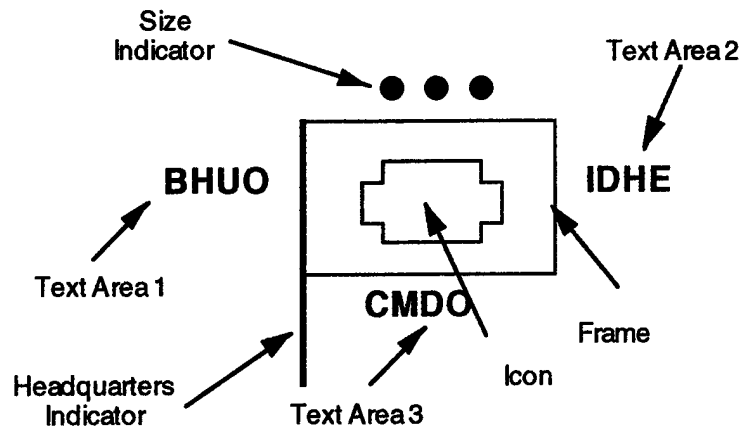 Size
Indicator
Text Area 2
BHUO
IDHE
Text Area 1
CMDO
Frame
Icon
Headquarters
Indicator
Text Area 3